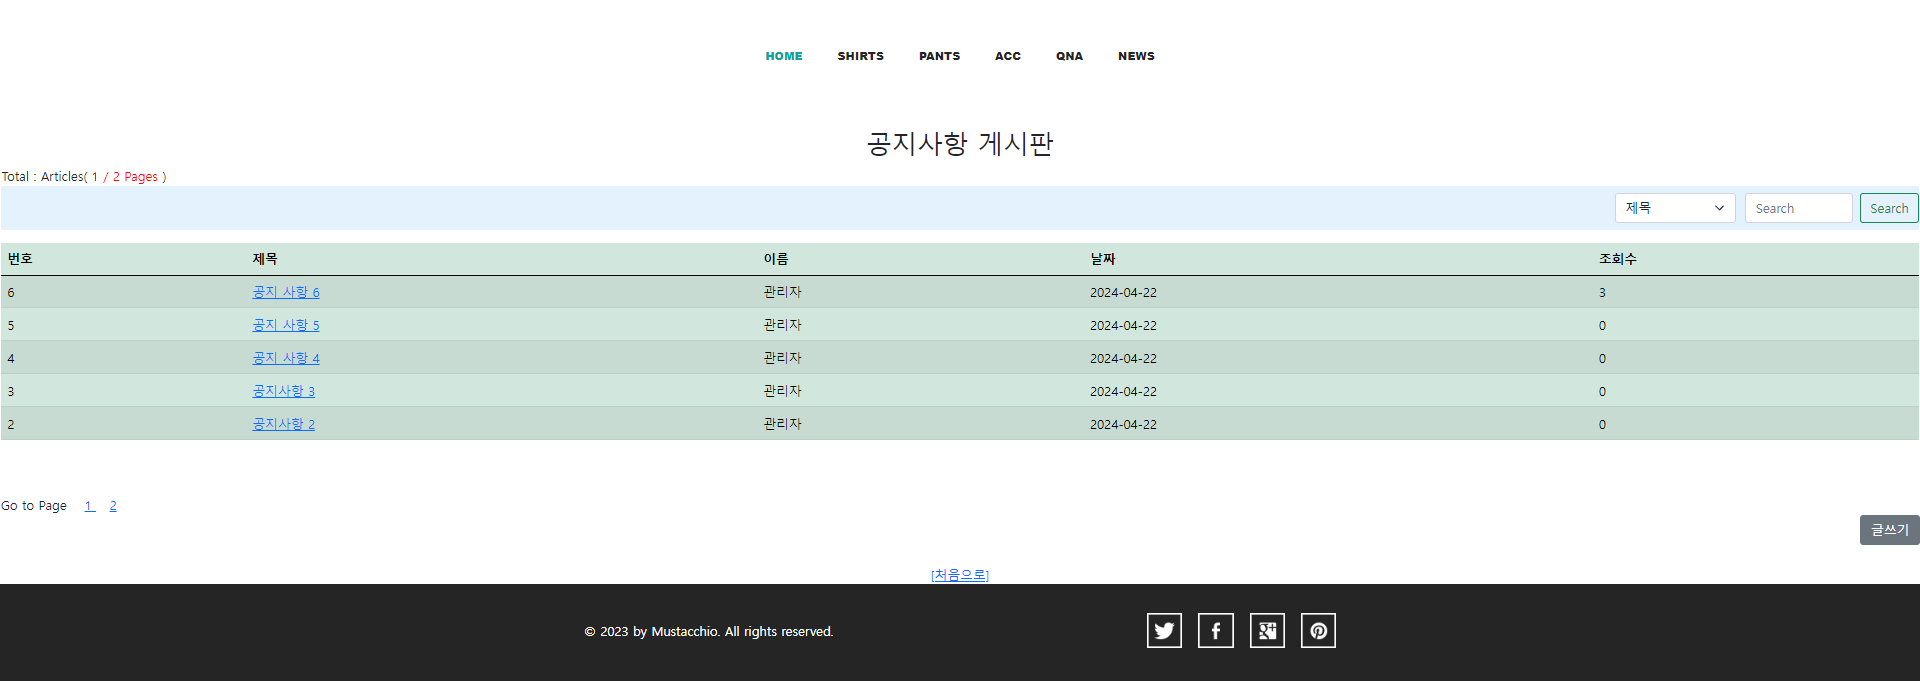 HOME SHIRTS PANTS ACC QNA NEWS
공지사항 게시판
Total : Articles( 1 / 2 Pages )
제목 Search Search
번호 제목 이름 날짜 조회수
6 공지 사항 6 관리자 2024-04-22 3
5 공지 사항 5 관리자 2024-04-22 0
4 공지 사항 4 관리자 2024-04-22 0
3 공지사항 3 관리자 2024-04-22 0
2 공지사항 2 관리자 2024-04-22 0
Go to Page 1 2
글쓰기
[처음으로]
© 2023 by Mustacchio. All rights reserved.